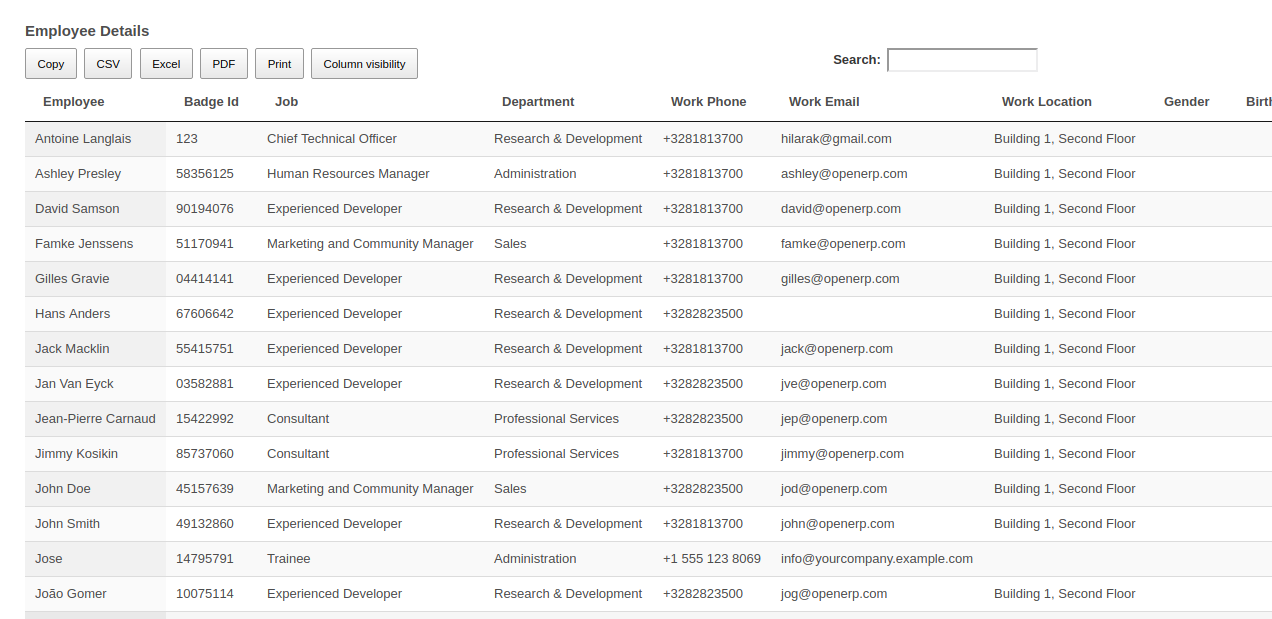 Employee Details
Copy CSV Excel PDF Print Column visibility Search:
Employee Badge Id Job Department Work Phone Work Email Work Location Gender Birth
Antoine Langlais 123 Chief Technical Officer Research & Development +3281813700 hilarak@gmail.com Building 1, Second Floor
Ashley Presley 58356125 Human Resources Manager Administration +3281813700 ashley@openerp.com Building 1, Second Floor
David Samson 90194076 Experienced Developer Research & Development +3281813700 david@openerp.com Building 1, Second Floor
Famke Jenssens 51170941 Marketing and Community Manager Sales +3281813700 famke@openerp.com Building 1, Second Floor
Gilles Gravie 04414141 Experienced Developer Research & Development +3281813700 gilles@openerp.com Building 1, Second Floor
Hans Anders 67606642 Experienced Developer Research & Development +3282823500 Building 1, Second Floor
Jack Macklin 55415751 Experienced Developer Research & Development +3281813700 jack@openerp.com Building 1, Second Floor
Jan Van Eyck 03582881 Experienced Developer Research & Development +3282823500 jve@openerp.com Building 1, Second Floor
Jean-Pierre Carnaud 15422992 Consultant Professional Services +3282823500 jep@openerp.com Building 1, Second Floor
Jimmy Kosikin 85737060 Consultant Professional Services +3281813700 jimmy@openerp.com Building 1, Second Floor
John Doe 45157639 Marketing and Community Manager Sales +3282823500 jod@openerp.com Building 1, Second Floor
John Smith 49132860 Experienced Developer Research & Development +3281813700 john@openerp.com Building 1, Second Floor
Jose 14795791 Trainee Administration +1 555 123 8069 info@yourcompany.example.com
João Gomer 10075114 Experienced Developer Research & Development +3282823500 jog@openerp.com Building 1, Second Floor